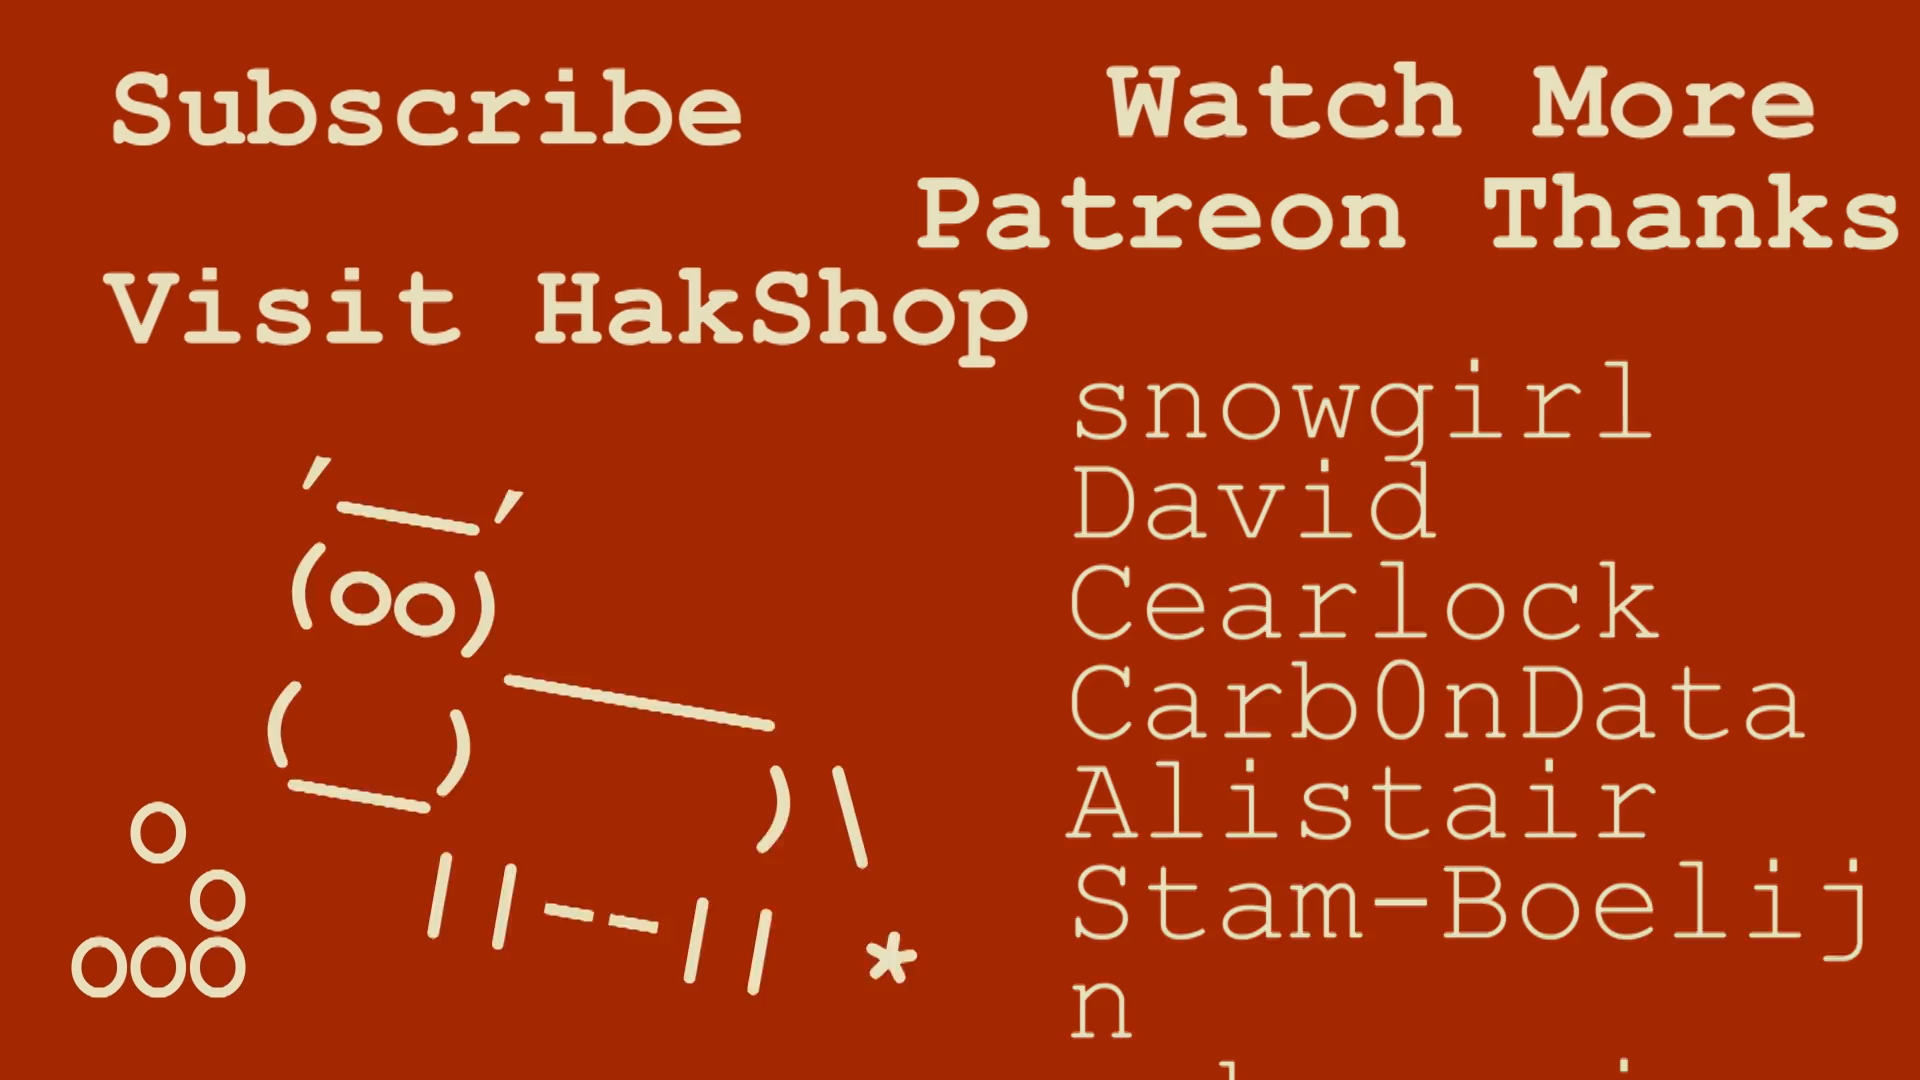 Subscribe
Watch More
Patreon Thanks
Visit HakShop
snowgirl
David
Cearlock
Carb0nData
Alistair
Stam-Boelij
n